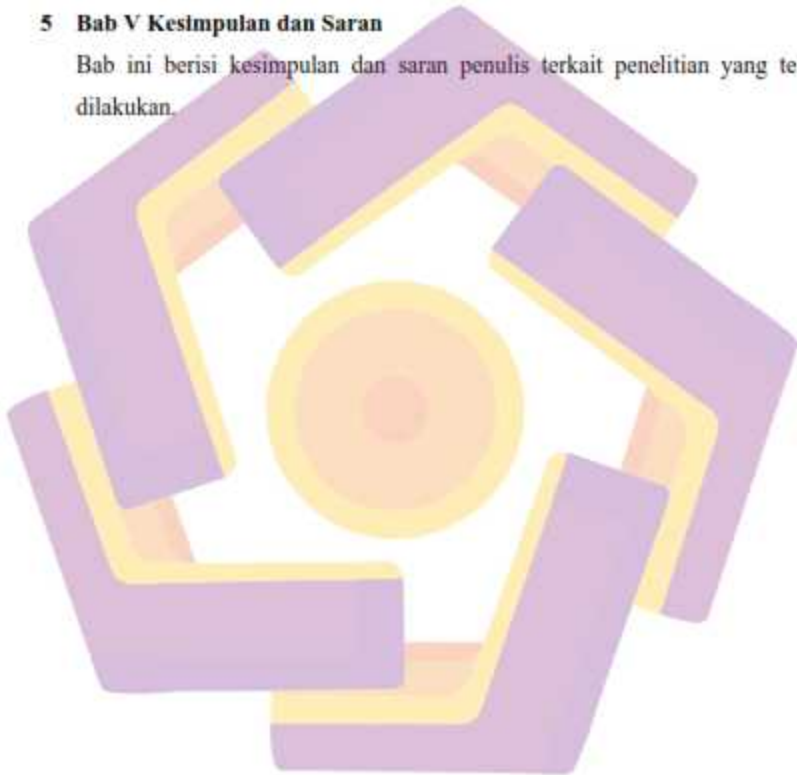 5 Bab V Kesimpulan dan Saran
Bab ini berisi kesimpulan dan saran penulis terkait penelitian yang te
dilakukan.